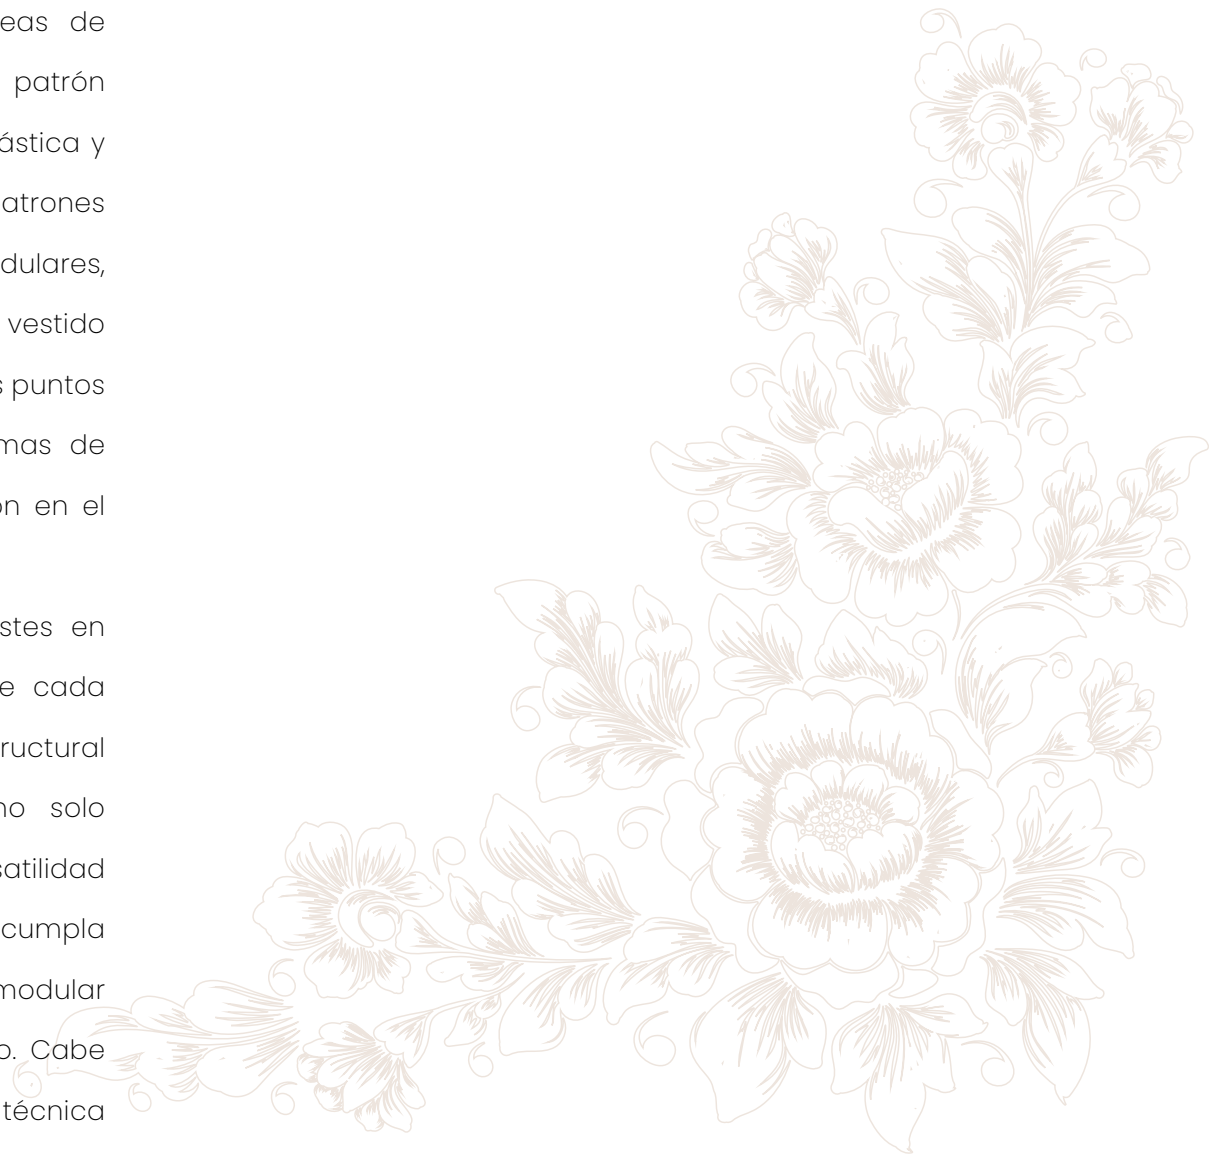 eas de
patrón
ástica y
atrones
dulares,
vestido
s puntos
mas de
ón en el
stes en
e cada
ructural
no solo
satilidad
cumpla
modular
o. Cabe
técnica